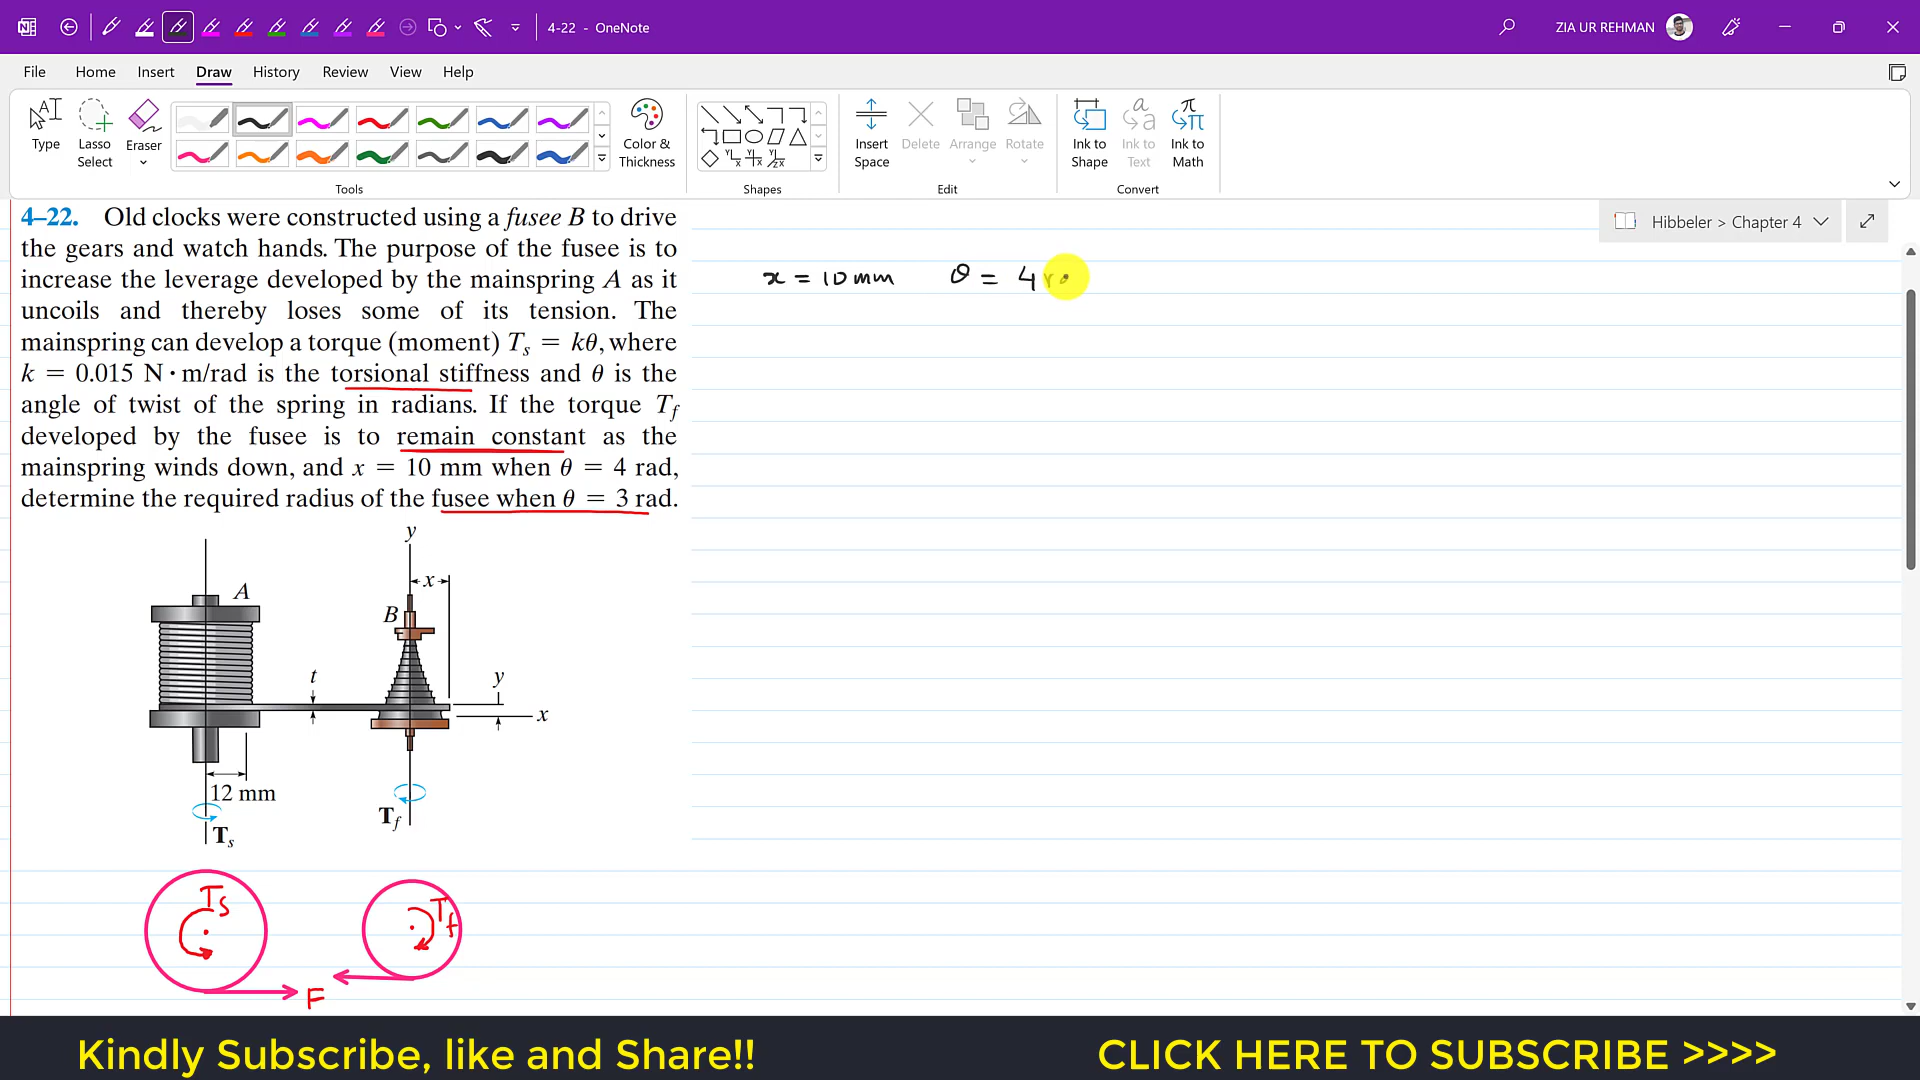 4-22 - OneNote
ZIA UR REHMAN
File Home Insert Draw History Review View Help
Type
Lasso Select
Eraser
Color & Thickness
Insert Space
Delete
Arrange
Rotate
Ink to Shape
Ink to Text
Ink to Math
Tools
Shapes
Edit
Convert
Hibbeler > Chapter 4
4–22. Old clocks were constructed using a fusee B to drive
the gears and watch hands. The purpose of the fusee is to
increase the leverage developed by the mainspring A as it
uncoils and thereby loses some of its tension. The
mainspring can develop a torque (moment) Ts = kθ, where
k = 0.015 N · m/rad is the torsional stiffness and θ is the
angle of twist of the spring in radians. If the torque Tf
developed by the fusee is to remain constant as the
mainspring winds down, and x = 10 mm when θ = 4 rad,
determine the required radius of the fusee when θ = 3 rad.
x = 10 mm θ = 4
y
x
A
B
t
y
x
12 mm
Tf
Ts
Ts
Tf
F
Kindly Subscribe, like and Share!!
CLICK HERE TO SUBSCRIBE >>>>